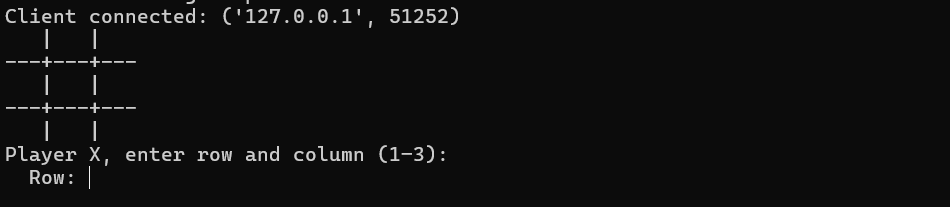 Client connected: ('127.0.0.1', 51252)
   |   |
---+---+---
   |   |
---+---+---
   |   |
Player X, enter row and column (1-3):
  Row: